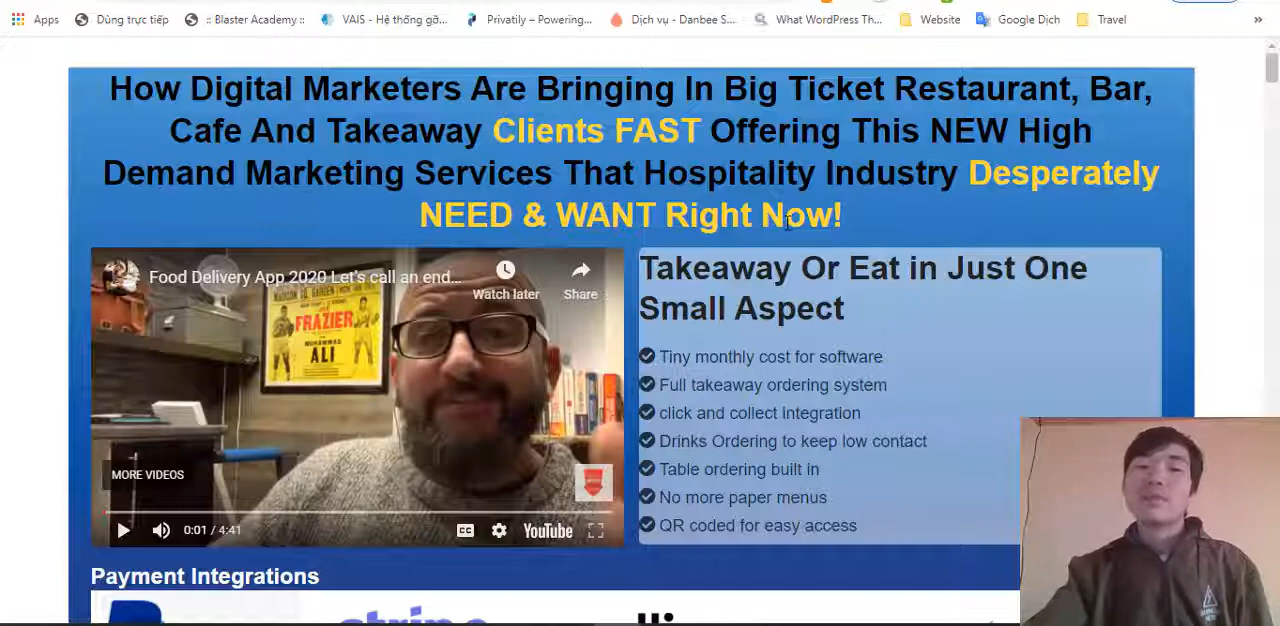 Apps
Dùng trực tiếp
:: Blaster Academy ::
VAIS - Hệ thống gỡ...
Privatily – Powering...
Dịch vụ - Danbee S...
What WordPress Th...
Website
Google Dịch
Travel
»
How Digital Marketers Are Bringing In Big Ticket Restaurant, Bar,
Cafe And Takeaway Clients FAST Offering This NEW High
Demand Marketing Services That Hospitality Industry Desperately
NEED & WANT Right Now!
Food Delivery App 2020 Let's call an end...
Watch later
Share
FRAZIER
ALI
MORE VIDEOS
0:01 / 4:41
CC
YouTube
Takeaway Or Eat in Just One
Small Aspect
Tiny monthly cost for software
Full takeaway ordering system
click and collect integration
Drinks Ordering to keep low contact
Table ordering built in
No more paper menus
QR coded for easy access
Payment Integrations
stripe